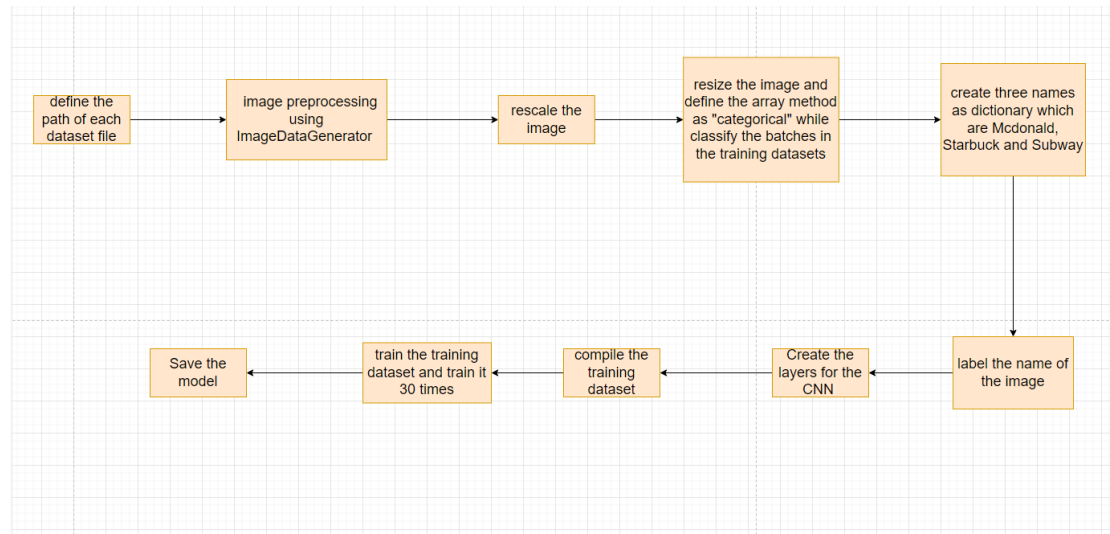 define the
path of each
dataset file
image preprocessing
using
ImageDataGenerator
rescale the
image
resize the image and
define the array method
as "categorical" while
classify the batches in
the training datasets
create three names
as dictionary which
are Mcdonald,
Starbuck and Subway
label the name of
the image
Create the
layers for the
CNN
compile the
training
dataset
train the training
dataset and train it
30 times
Save the
model